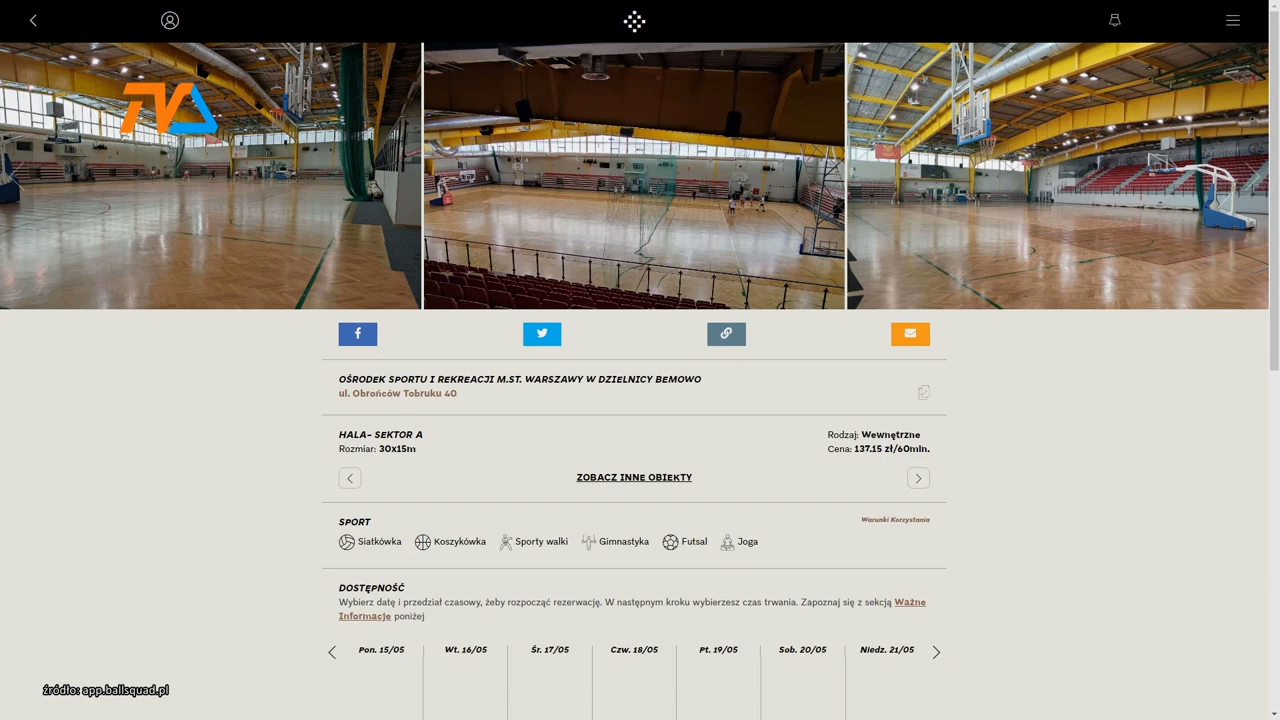 TVA
OŚRODEK SPORTU I REKREACJI M.ST. WARSZAWY W DZIELNICY BEMOWO
ul. Obrońców Tobruku 40
HALA- SEKTOR A
Rodzaj: Wewnętrzne
Rozmiar: 30x15m
Cena: 137.15 zł/60min.
ZOBACZ INNE OBIEKTY
SPORT
Warunki Korzystania
Siatkówka Koszykówka Sporty walki Gimnastyka Futsal Joga
DOSTĘPNOŚĆ
Wybierz datę i przedział czasowy, żeby rozpocząć rezerwację. W następnym kroku wybierzesz czas trwania. Zapoznaj się z sekcją Ważne
Informacje poniżej
Pon. 15/05 Wt. 16/05 Śr. 17/05 Czw. 18/05 Pt. 19/05 Sob. 20/05 Niedz. 21/05
źródło: app.ballsquad.pl